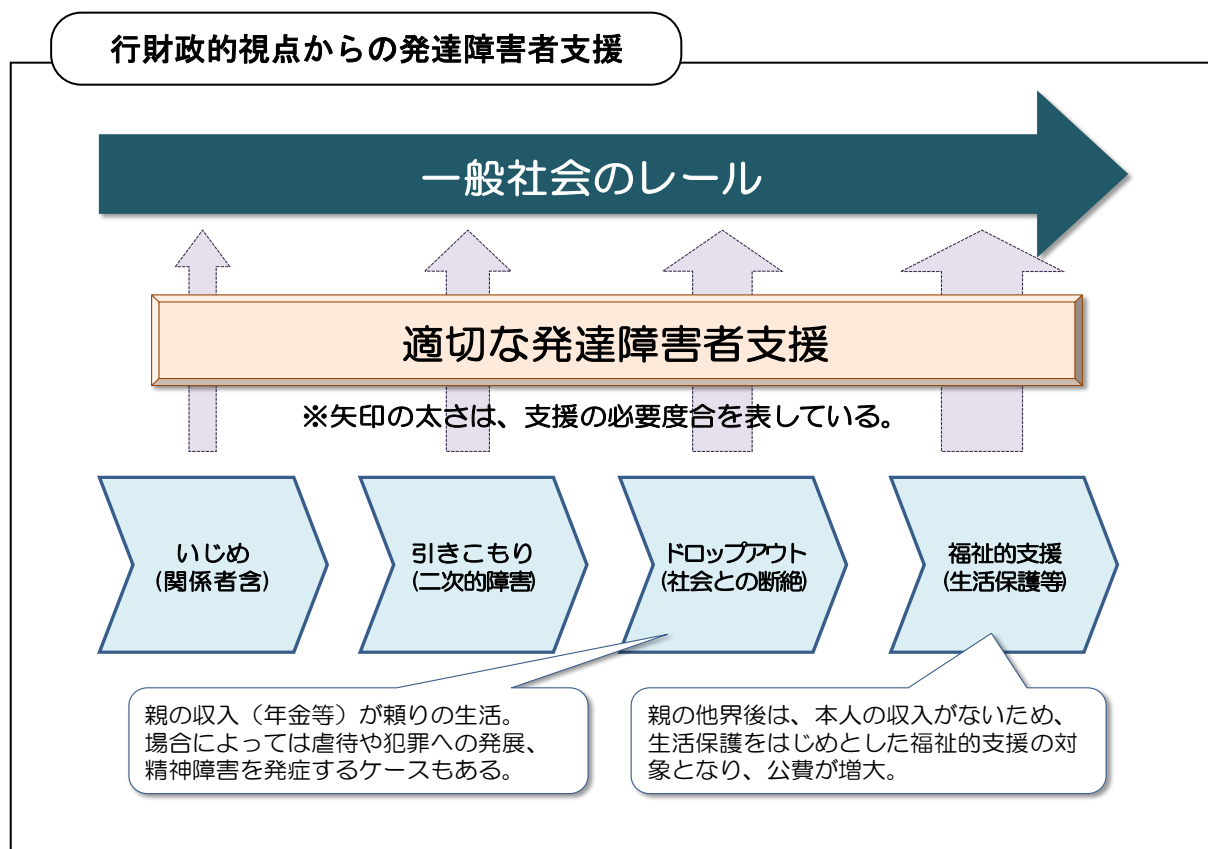 行財政的視点からの発達障害者支援
一般社会のレール
適切な発達障害者支援
※矢印の太さは、支援の必要度合を表している。
いじめ
(関係者含)
引きこもり
(二次的障害)
ドロップアウト
(社会との断絶)
福祉的支援
(生活保護等)
親の収入（年金等）が頼りの生活。
場合によっては虐待や犯罪への発展、
精神障害を発症するケースもある。
親の他界後は、本人の収入がないため、
生活保護をはじめとした福祉的支援の対
象となり、公費が増大。